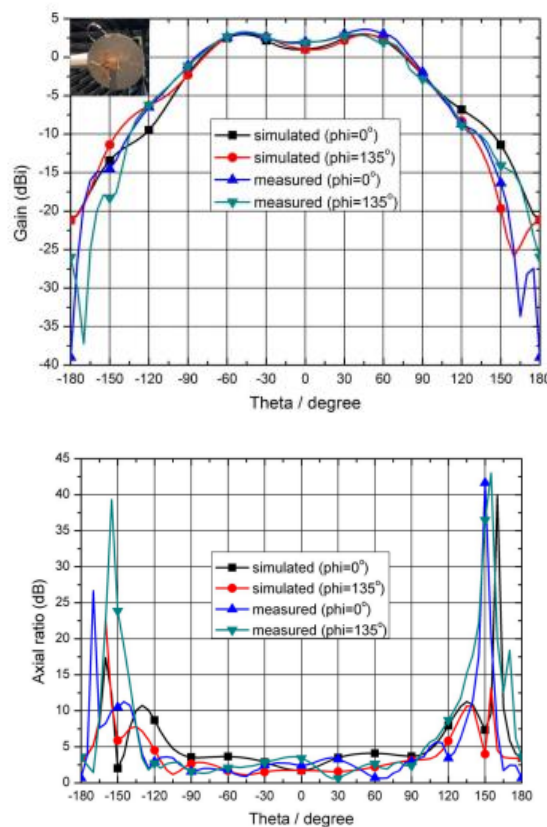 5
0
-5
-10
-15
-20
-25
-30
-35
-40
Gain (dBi)
simulated (phi=0°)
simulated (phi=135°)
measured (phi=0°)
measured (phi=135°)
-180 -150 -120 -90 -60 -30 0 30 60 90 120 150 180
Theta / degree
45
40
35
30
25
20
15
10
5
0
Axial ratio (dB)
simulated (phi=0°)
simulated (phi=135°)
measured (phi=0°)
measured (phi=135°)
-180 -150 -120 -90 -60 -30 0 30 60 90 120 150 180
Theta / degree